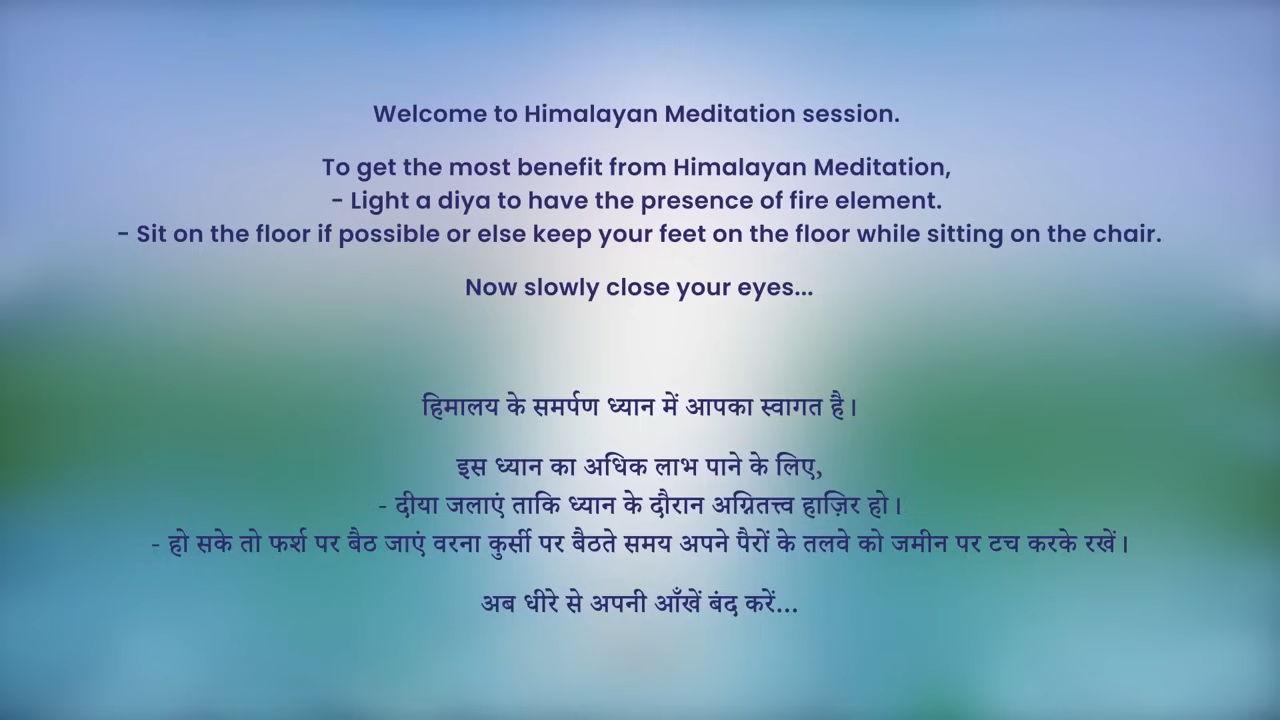 Welcome to Himalayan Meditation session.
To get the most benefit from Himalayan Meditation,
- Light a diya to have the presence of fire element.
- Sit on the floor if possible or else keep your feet on the floor while sitting on the chair.
Now slowly close your eyes...
हिमालय के समर्पण ध्यान में आपका स्वागत है।
इस ध्यान का अधिक लाभ पाने के लिए,
- दीया जलाएं ताकि ध्यान के दौरान अग्नितत्त्व हाज़िर हो।
- हो सके तो फर्श पर बैठ जाएं वरना कुर्सी पर बैठते समय अपने पैरों के तलवे को जमीन पर टच करके रखें।
अब धीरे से अपनी आँखें बंद करें...